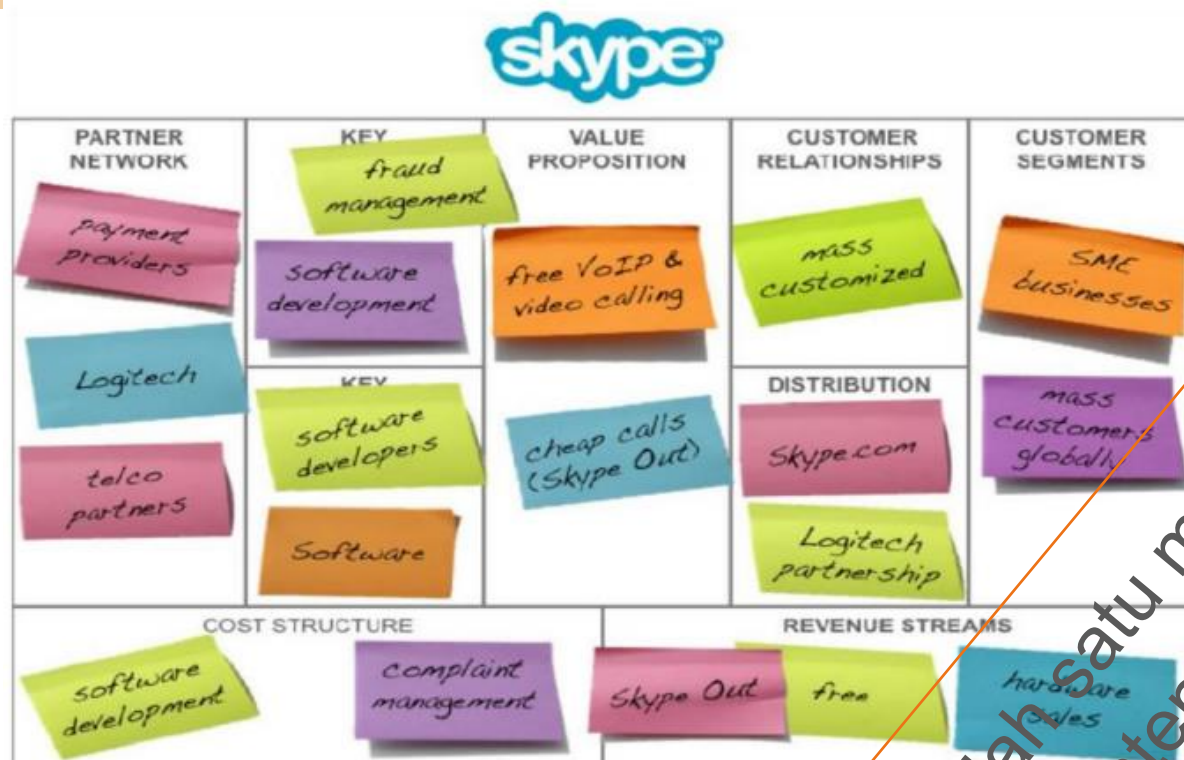 skype™
PARTNER
NETWORK
payment
providers
Logitech
telco
partners
KEY
fraud
management
software
development
KEY
software
developers
Software
VALUE
PROPOSITION
free VoIP &
video calling
cheap calls
(Skype Out)
CUSTOMER
RELATIONSHIPS
mass
customized
DISTRIBUTION
Skype.com
Logitech
partnership
CUSTOMER
SEGMENTS
SME
businesses
mass
customers
globally
COST STRUCTURE
software
development
complaint
management
REVENUE STREAMS
Skype Out
free
hardware
sales
satu